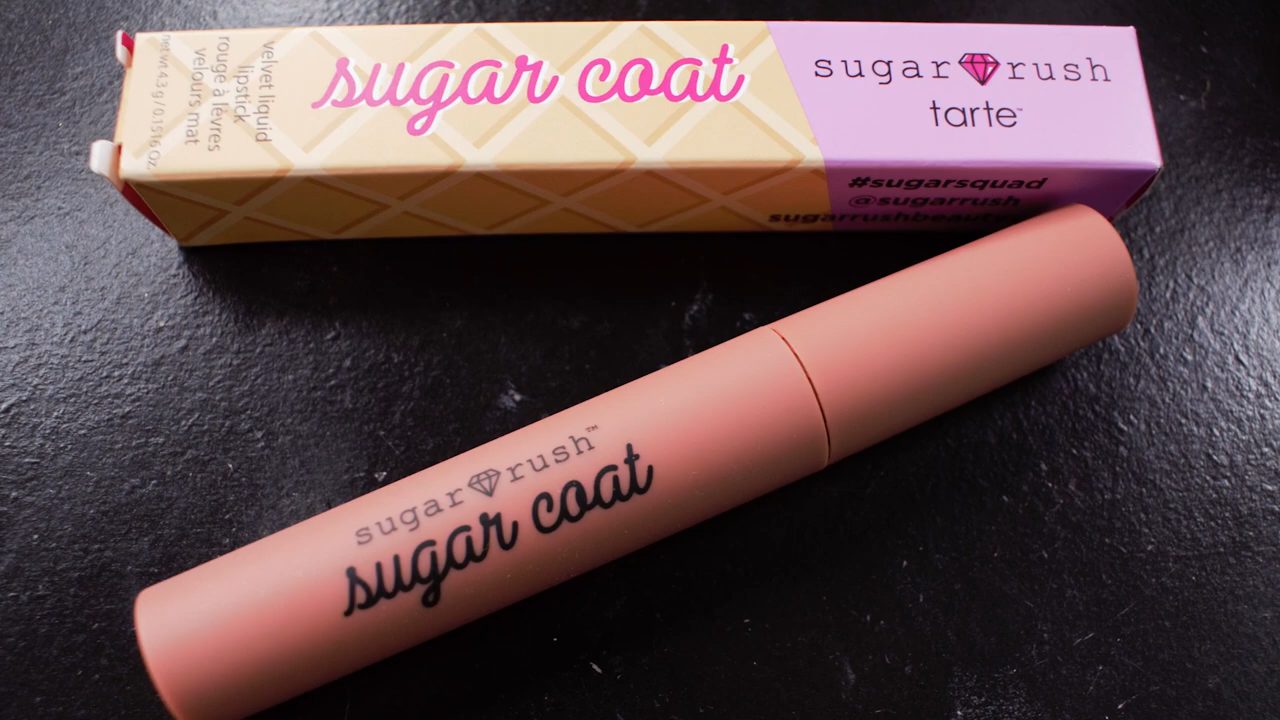 velvet liquid
lipstick
rouge à lèvres
velours mat
net wt. 4.3 g / 0.1516 Oz.
sugar coat
sugar rush
tarte™
#sugarsquad
@sugarrush
sugar rush™
sugar coat